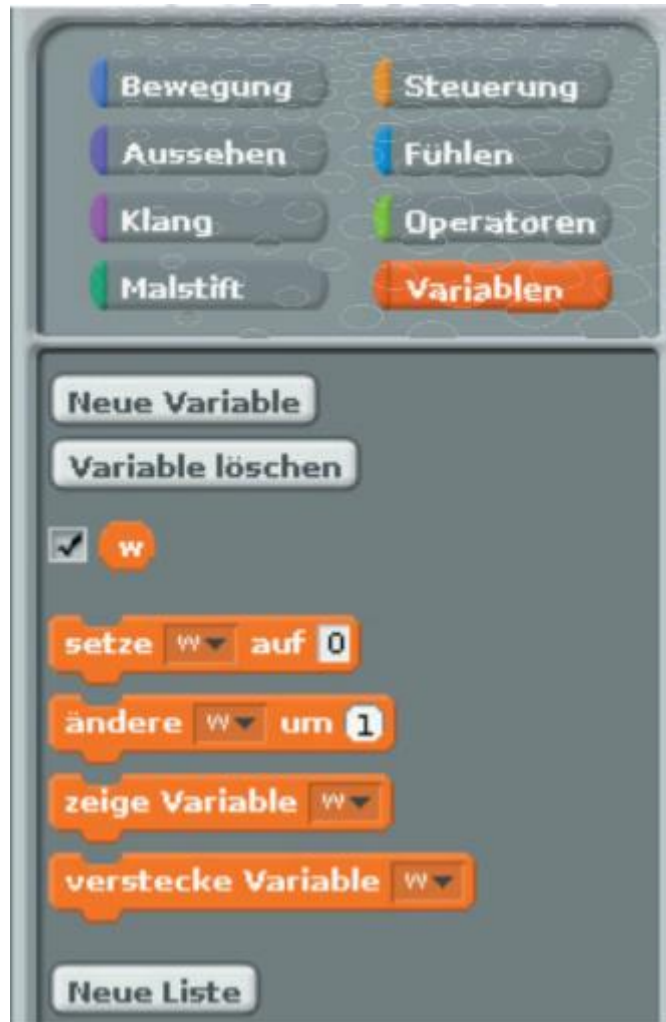 Bewegung Steuerung
Aussehen Fühlen
Klang Operatoren
Malstift Variablen
Neue Variable
Variable löschen
w
setze w auf 0
ändere w um 1
zeige Variable w
verstecke Variable w
Neue Liste